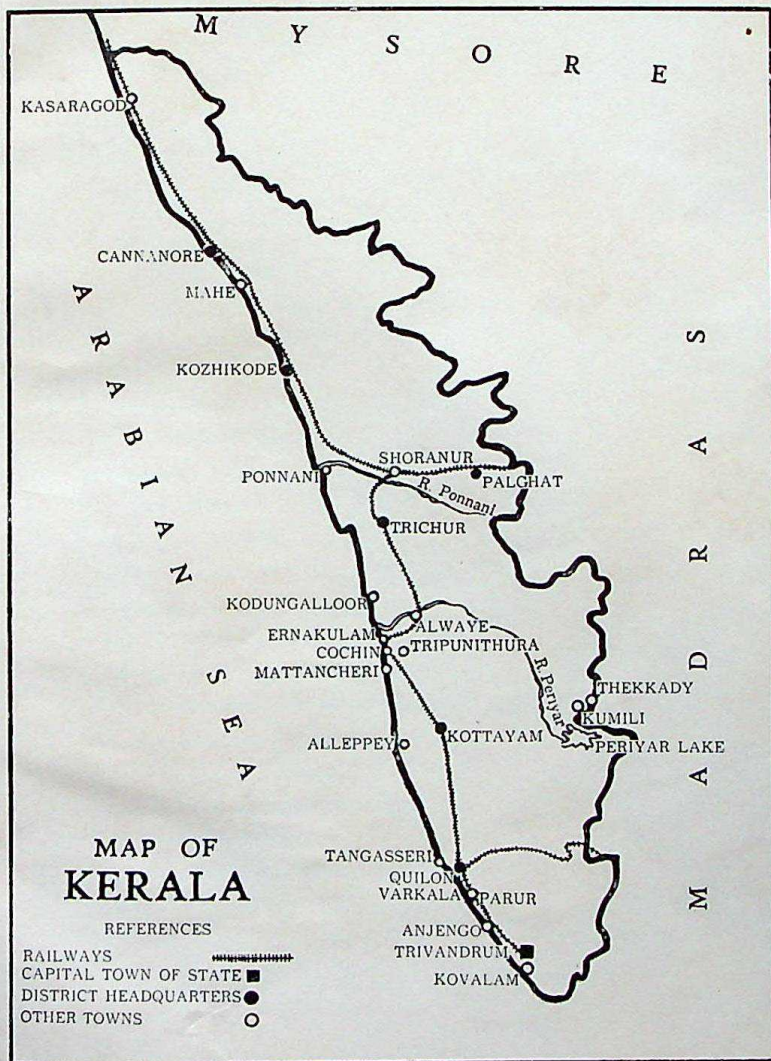 MYSORE
KASARAGOD
CANNANORE
MAHE
ARABIAN SEA
KOZHIKODE
MADRAS
SHORANUR
PONNANI
R. Ponnani
PALGHAT
TRICHUR
KODUNGALLOOR
ALWAYE
ERNAKULAM
COCHIN
TRIPUNITHURA
MATTANCHERI
R. Periyar
THEKKADY
KUMILI
KOTTAYAM
ALLEPPEY
PERIYAR LAKE
TANGASSERI
QUILON
VARKALA
PARUR
ANJENGO
TRIVANDRUM
KOVALAM
MAP OF
KERALA
REFERENCES
RAILWAYS
CAPITAL TOWN OF STATE
DISTRICT HEADQUARTERS
OTHER TOWNS